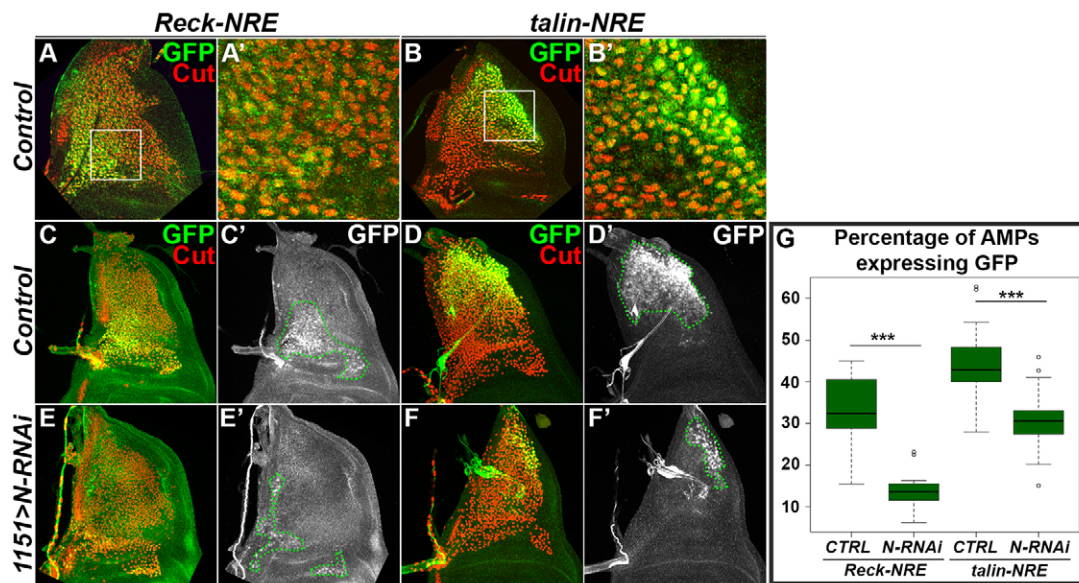 Reck-NRE talin-NRE
Control
A GFP Cut A' B GFP Cut B'
Control
C GFP Cut C' GFP D GFP Cut D' GFP
1151>N-RNAi
E E' F F'
G Percentage of AMPs
expressing GFP
60
50
40
30
20
10
*** ***
CTRL N-RNAi CTRL N-RNAi
Reck-NRE talin-NRE